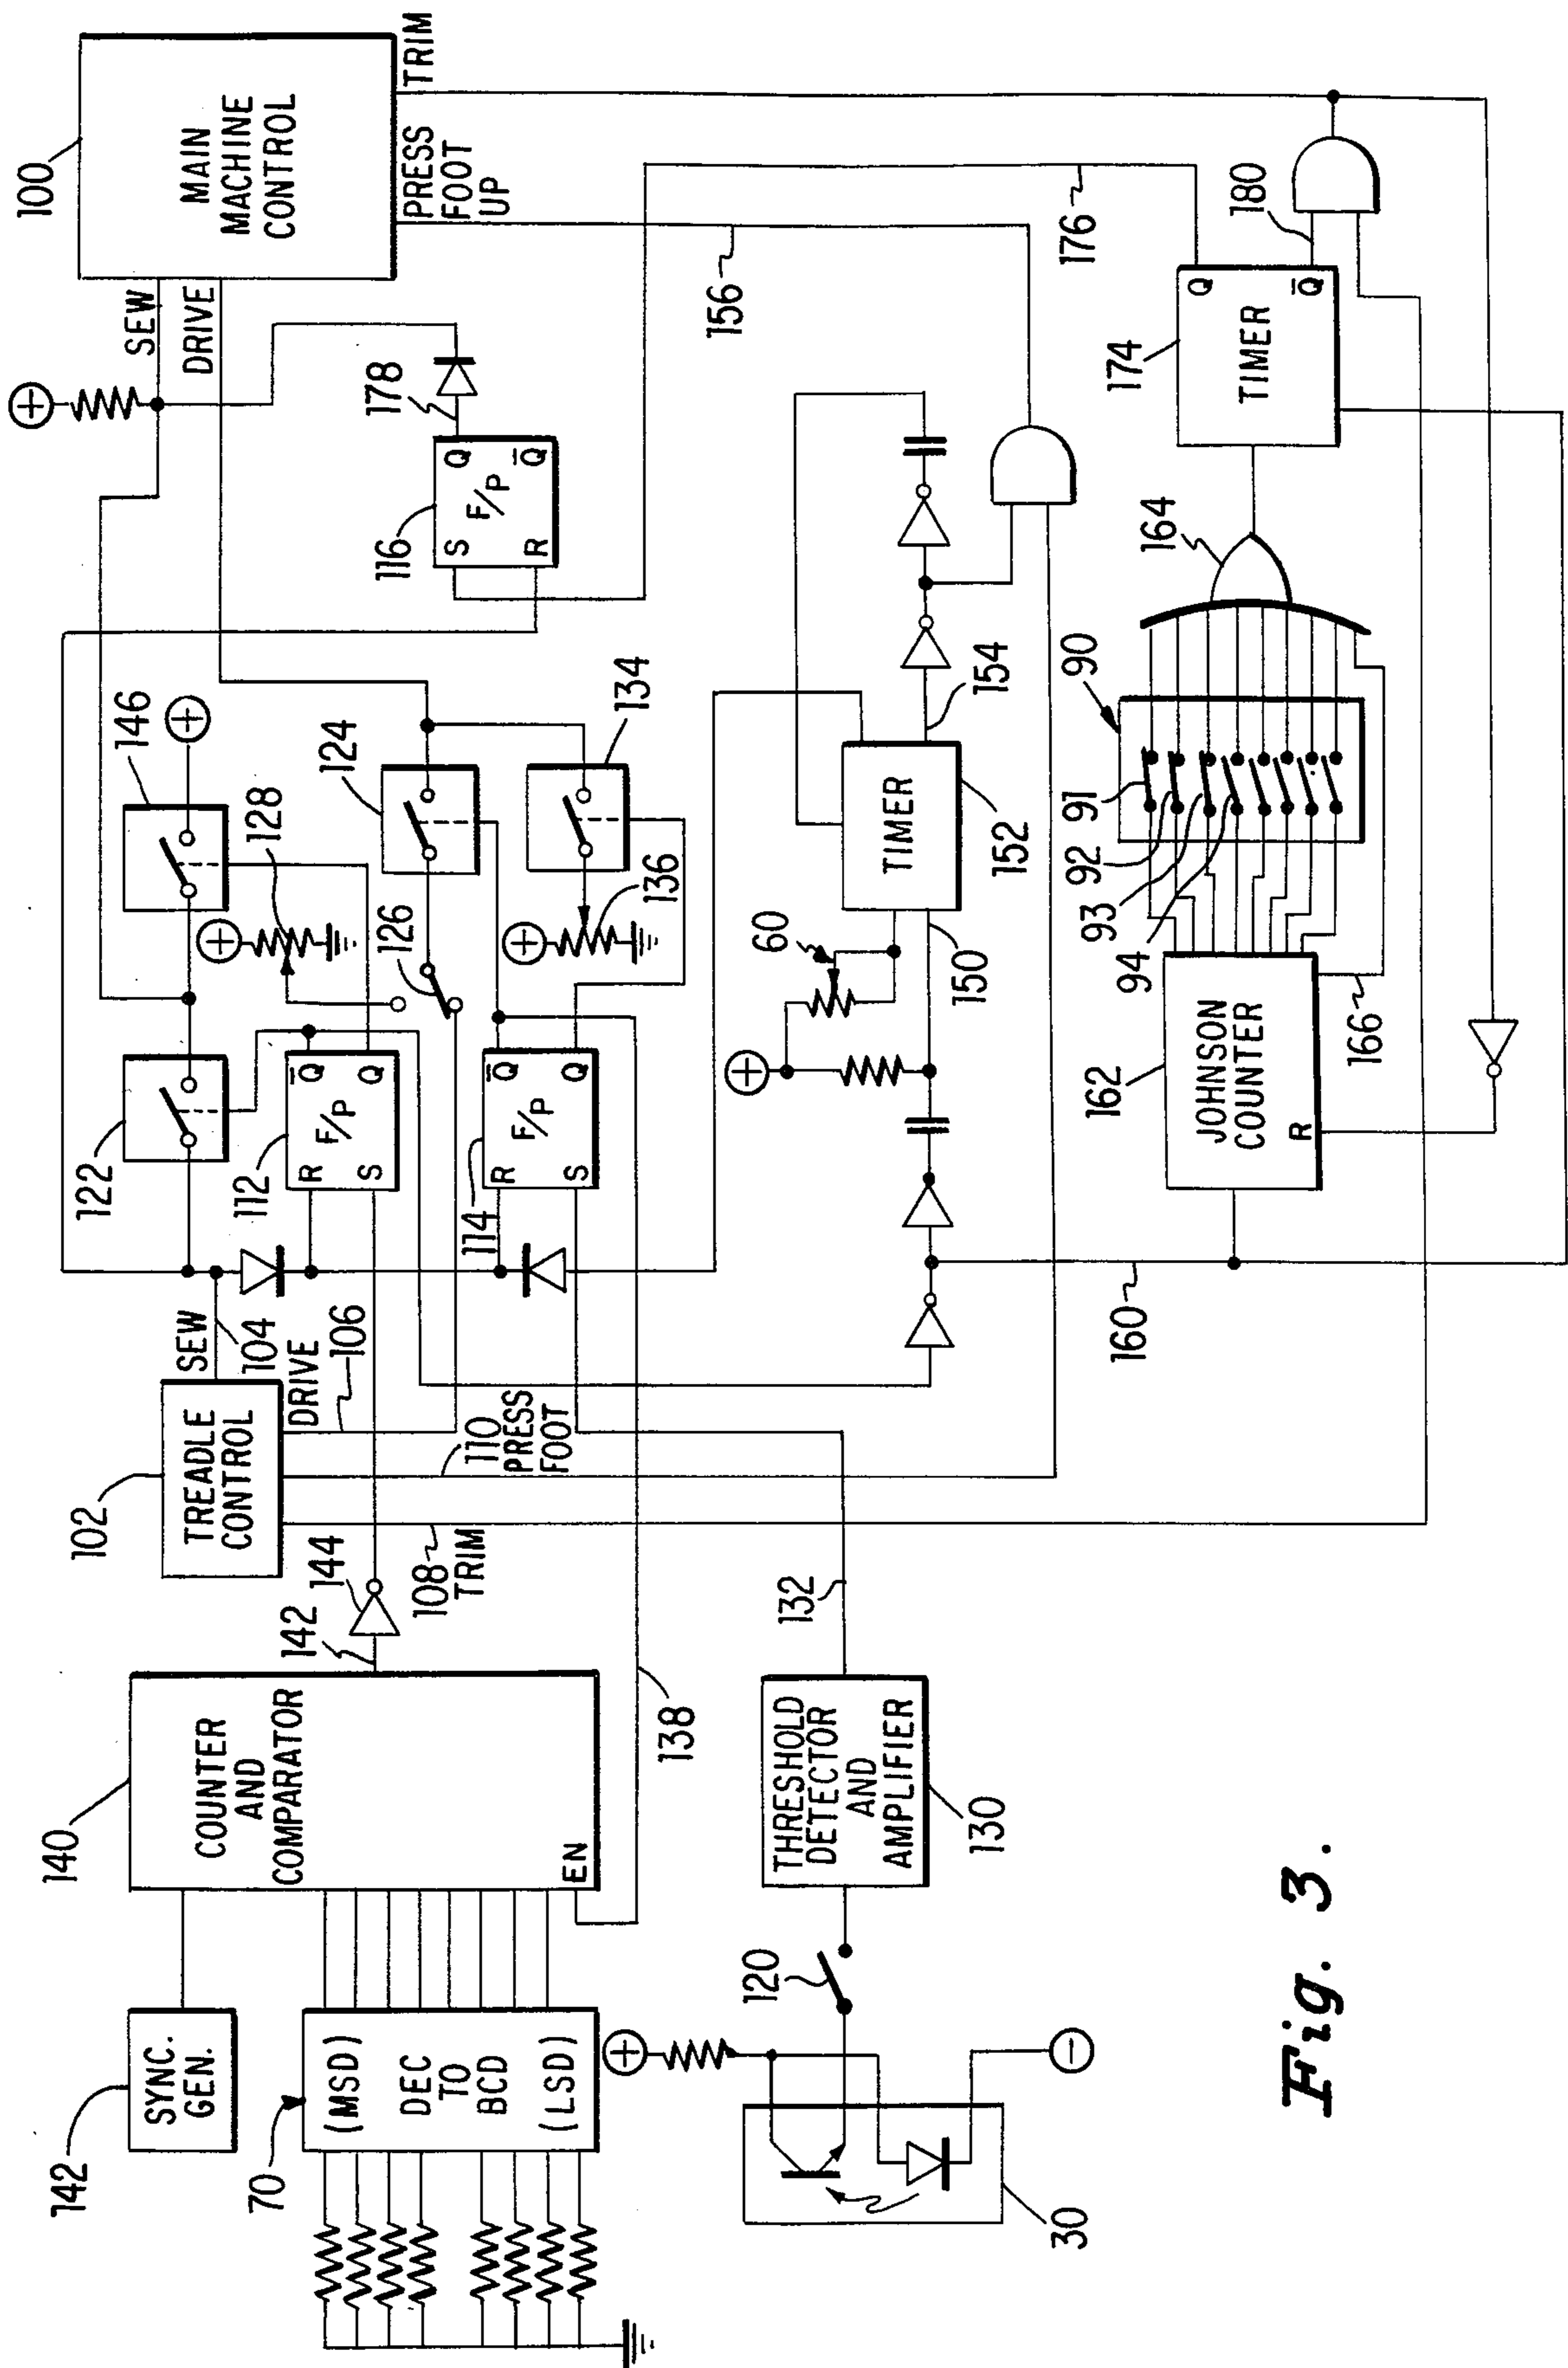 142
SYNC.
GEN.
140
COUNTER
AND
COMPARATOR
EN
70
(MSD)
DEC
TO
BCD
(LSD)
142
144
138
30
120
THRESHOLD
DETECTOR
AND
AMPLIFIER
130
132
102
TREADLE
CONTROL
SEW
104
DRIVE
106
110
PRESS
FOOT
108
TRIM
122
146
112
R
S
F/P
Q̅
Q
128
114
R
S
F/P
Q̅
Q
126
124
134
136
116
S
R
F/P
Q
Q̅
178
100
MAIN
MACHINE
CONTROL
SEW
DRIVE
PRESS
FOOT
UP
TRIM
60
150
TIMER
152
154
156
160
162
JOHNSON
COUNTER
R
166
90
91
92
93
94
164
174
TIMER
Q
Q̅
176
180
Fig. 3.